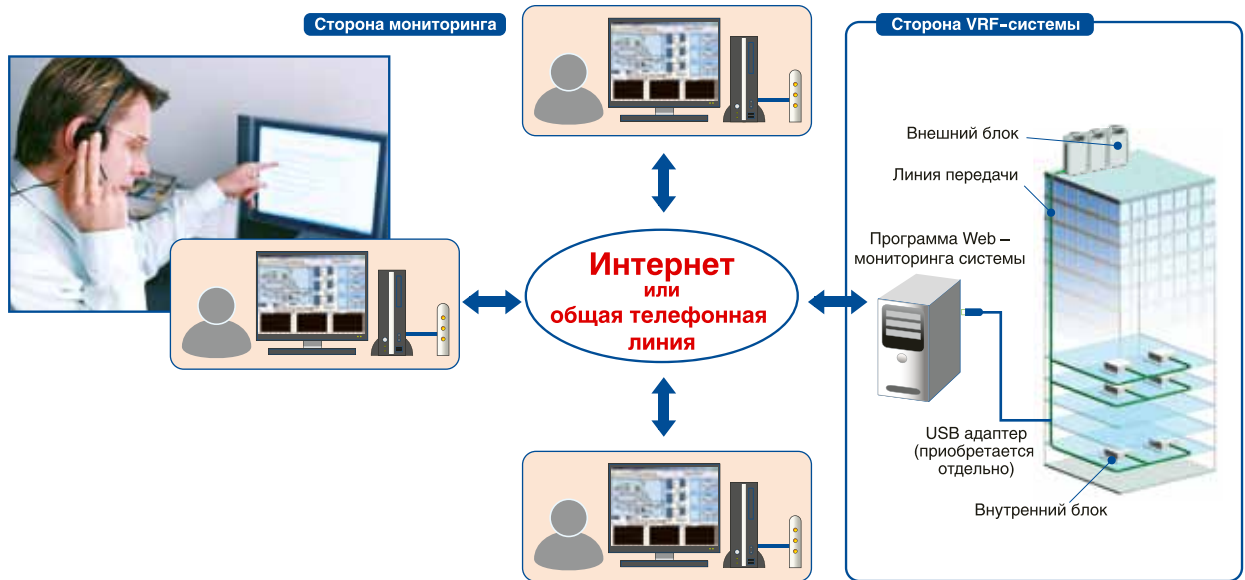 Сторона мониторинга
Сторона VRF-системы
Внешний блок
Линия передачи
Программа Web –
мониторинга системы
Интернет
или
общая телефонная
линия
USB адаптер
(приобретается
отдельно)
Внутренний блок